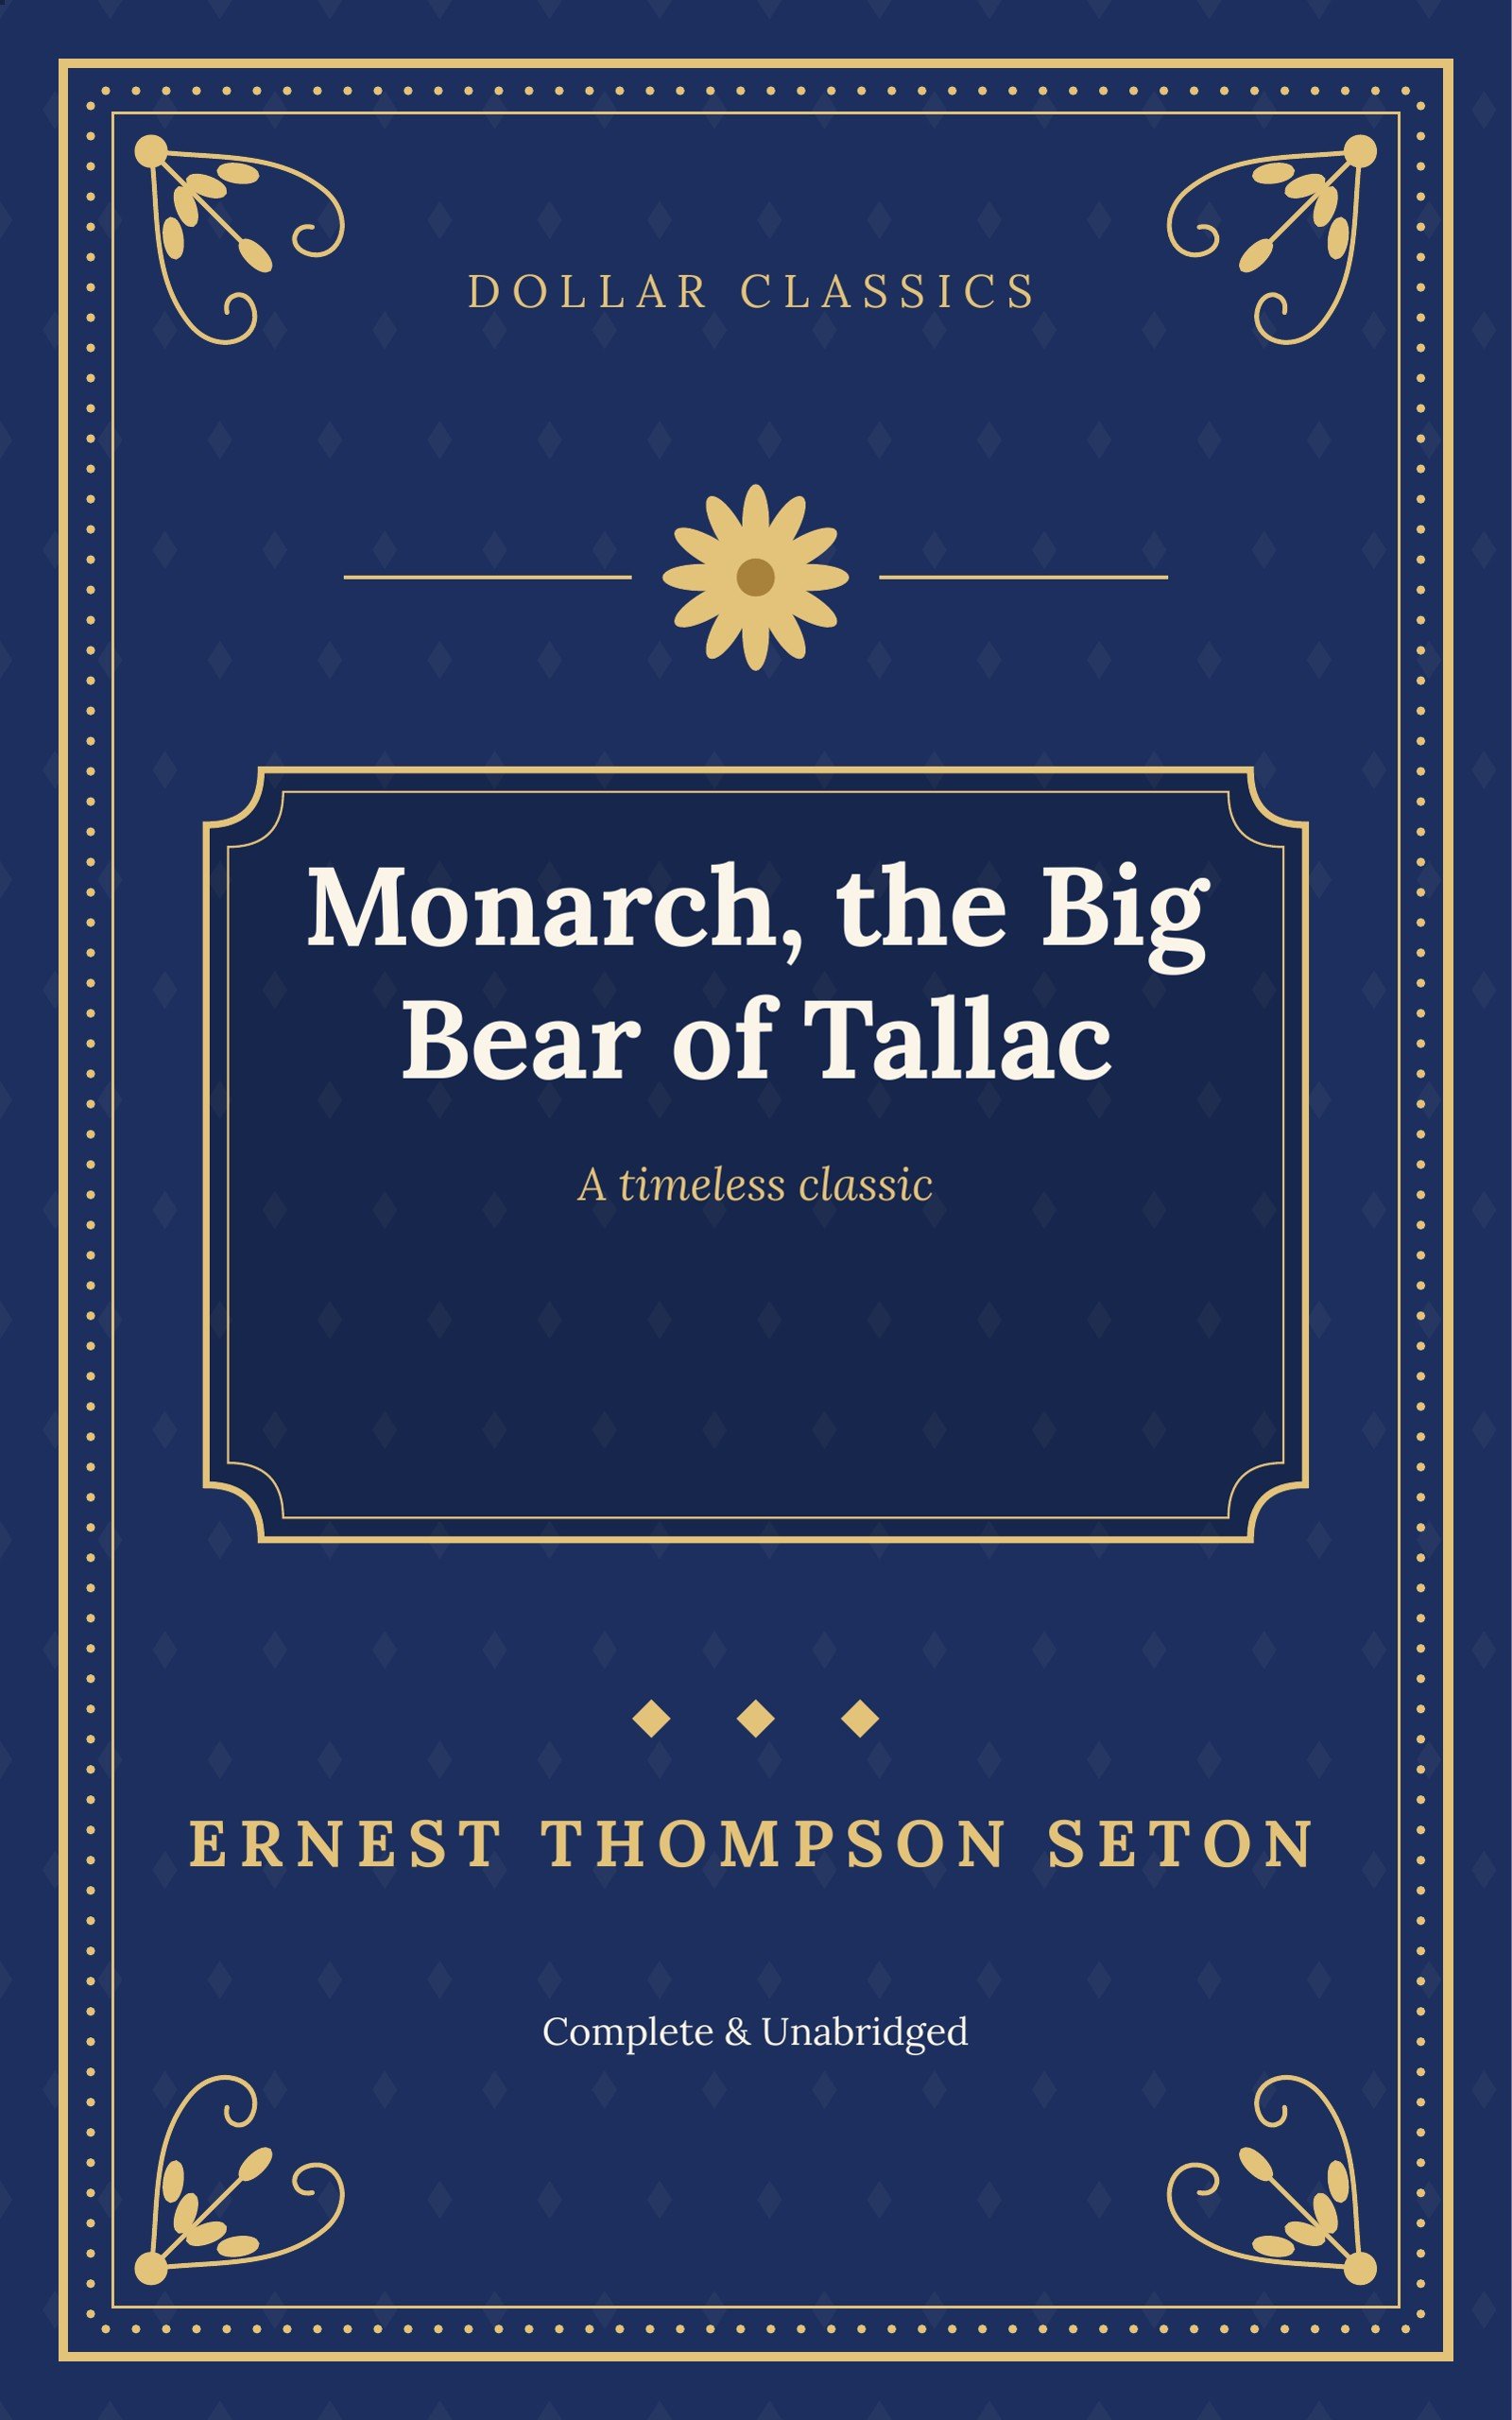 DOLLAR CLASSICS
Monarch, the Big
Bear of Tallac
A timeless classic
ERNEST THOMPSON SETON
Complete & Unabridged